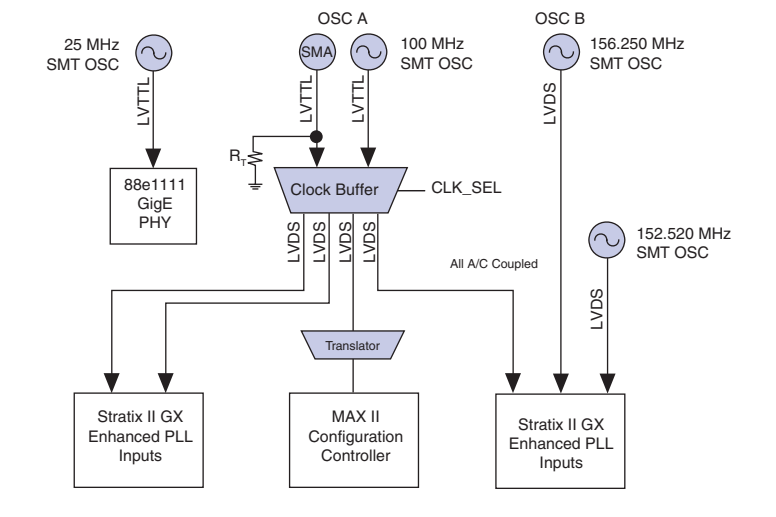 OSC A
OSC B
25 MHz
SMT OSC
SMA
100 MHz
SMT OSC
156.250 MHz
SMT OSC
LVTTL
LVTTL
LVTTL
LVDS
RT
88e1111
GigE
PHY
Clock Buffer
CLK_SEL
LVDS
LVDS
LVDS
LVDS
152.520 MHz
SMT OSC
All A/C Coupled
LVDS
Translator
Stratix II GX
Enhanced PLL
Inputs
MAX II
Configuration
Controller
Stratix II GX
Enhanced PLL
Inputs